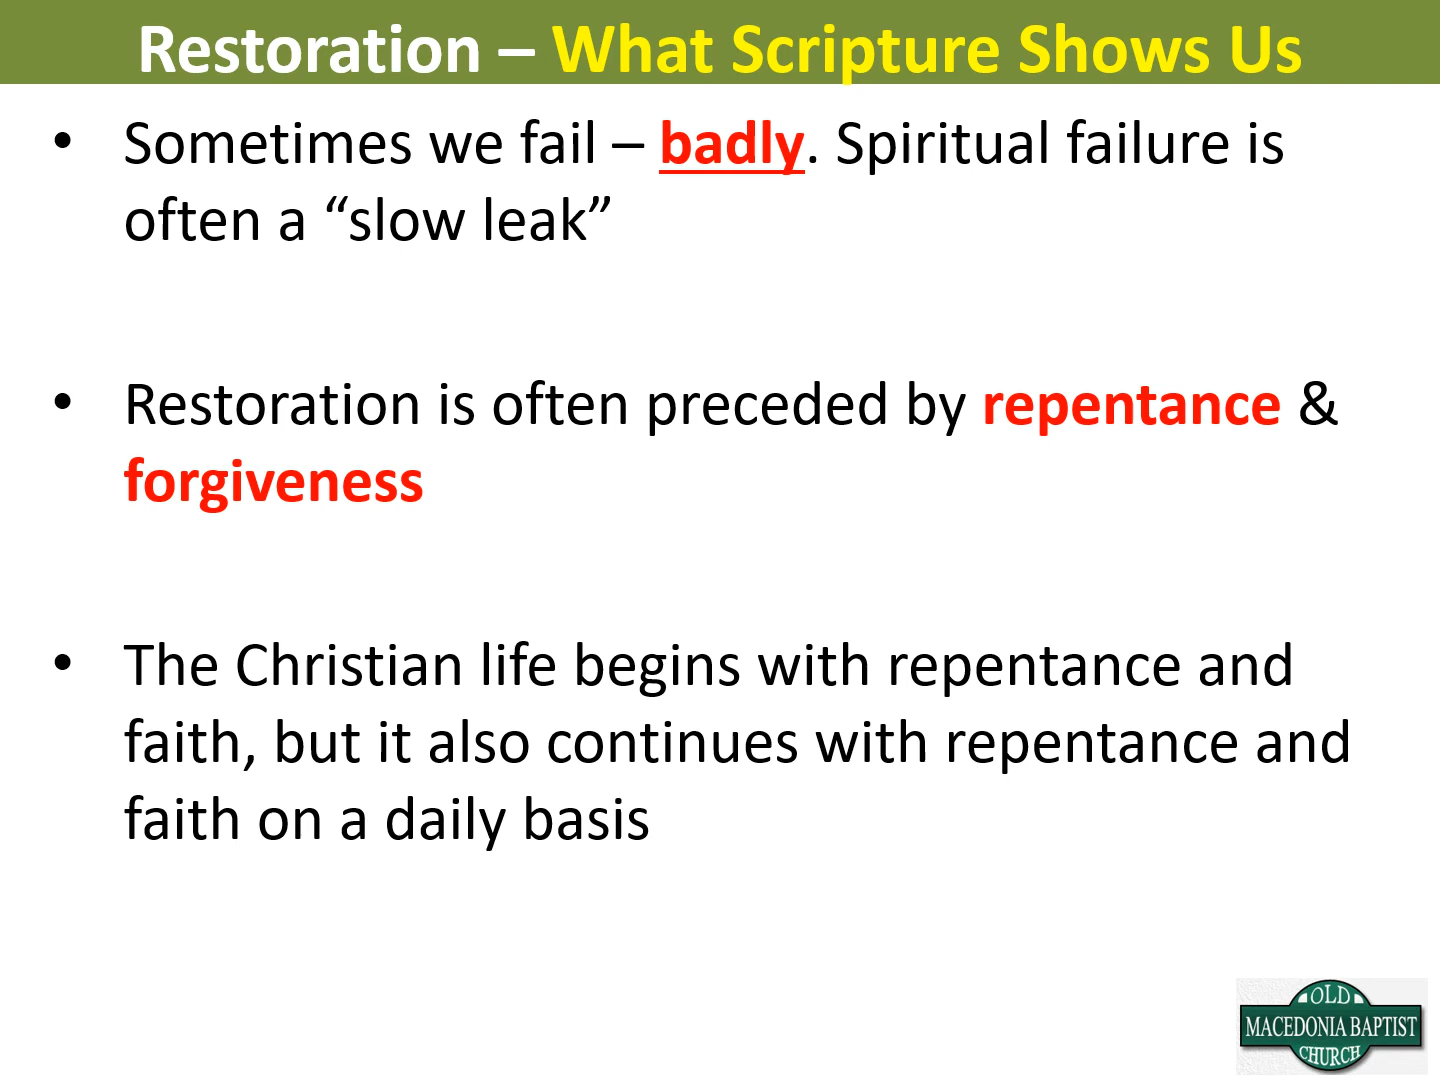 Restoration – What Scripture Shows Us
• Sometimes we fail – badly. Spiritual failure is
often a “slow leak”
• Restoration is often preceded by repentance &
forgiveness
• The Christian life begins with repentance and
faith, but it also continues with repentance and
faith on a daily basis
OLD
MACEDONIA BAPTIST
CHURCH